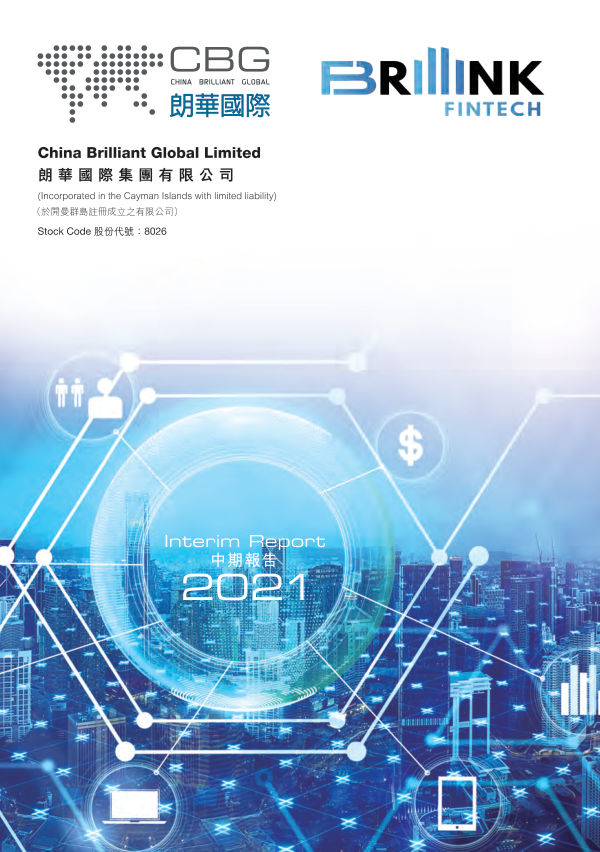 CBG
CHINA BRILLIANT GLOBAL
朗華國際
BRILLINK
FINTECH
China Brilliant Global Limited
朗華國際集團有限公司
(Incorporated in the Cayman Islands with limited liability)
（於開曼群島註冊成立之有限公司）
Stock Code 股份代號：8026
$
Interim Report
中期報告
2021